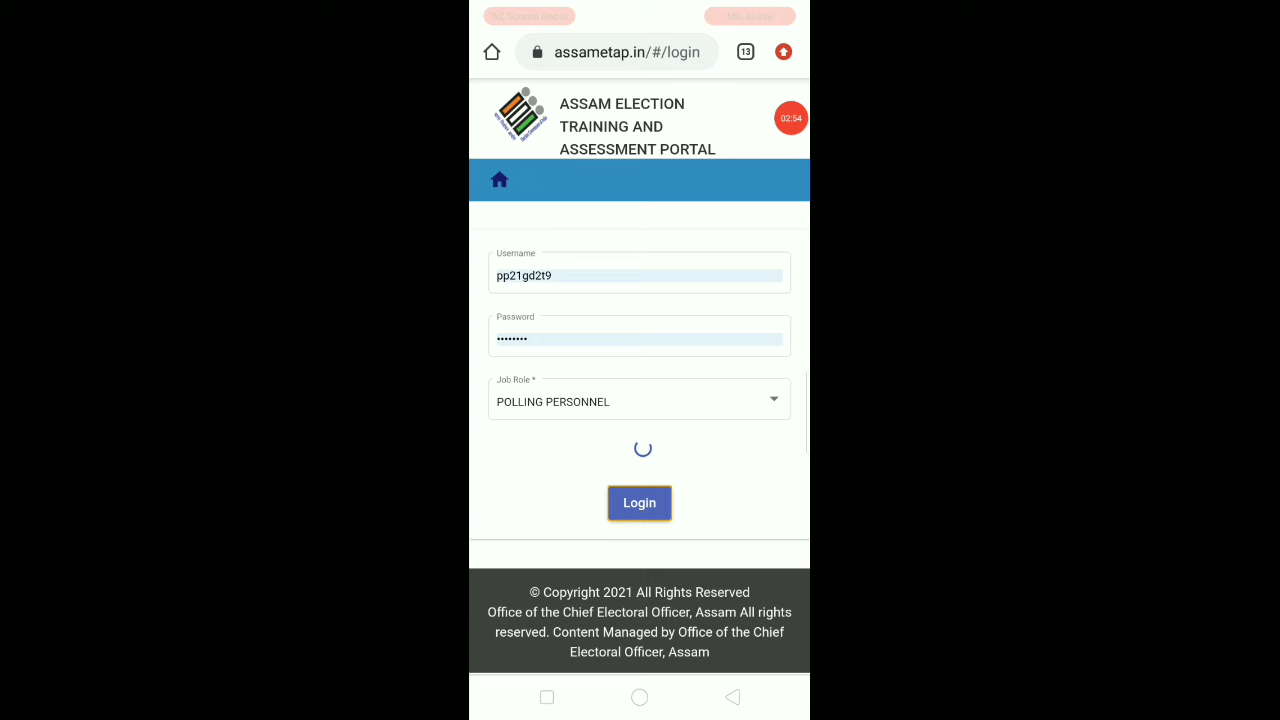 assametap.in/#/login
13
ASSAM ELECTION
TRAINING AND
ASSESSMENT PORTAL
02:54
Username
pp21gd2t9
Password
••••••••
Job Role *
POLLING PERSONNEL
Login
© Copyright 2021 All Rights Reserved
Office of the Chief Electoral Officer, Assam All rights
reserved. Content Managed by Office of the Chief
Electoral Officer, Assam